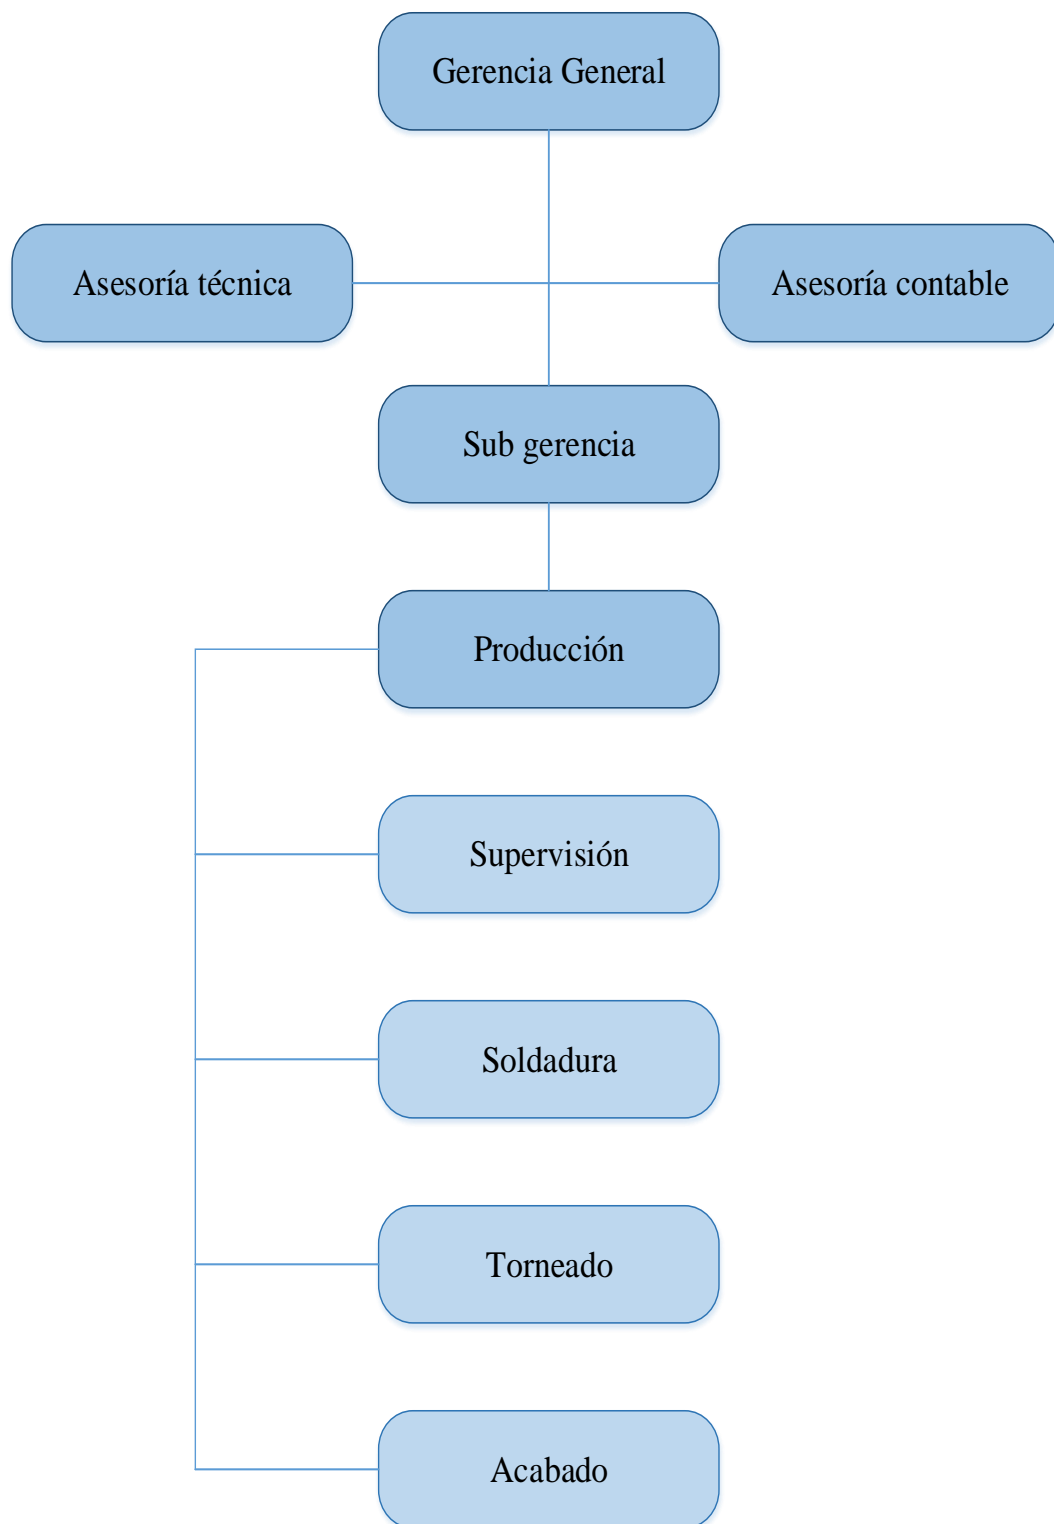 Gerencia General
Asesoría técnica
Asesoría contable
Sub gerencia
Producción
Supervisión
Soldadura
Torneado
Acabado